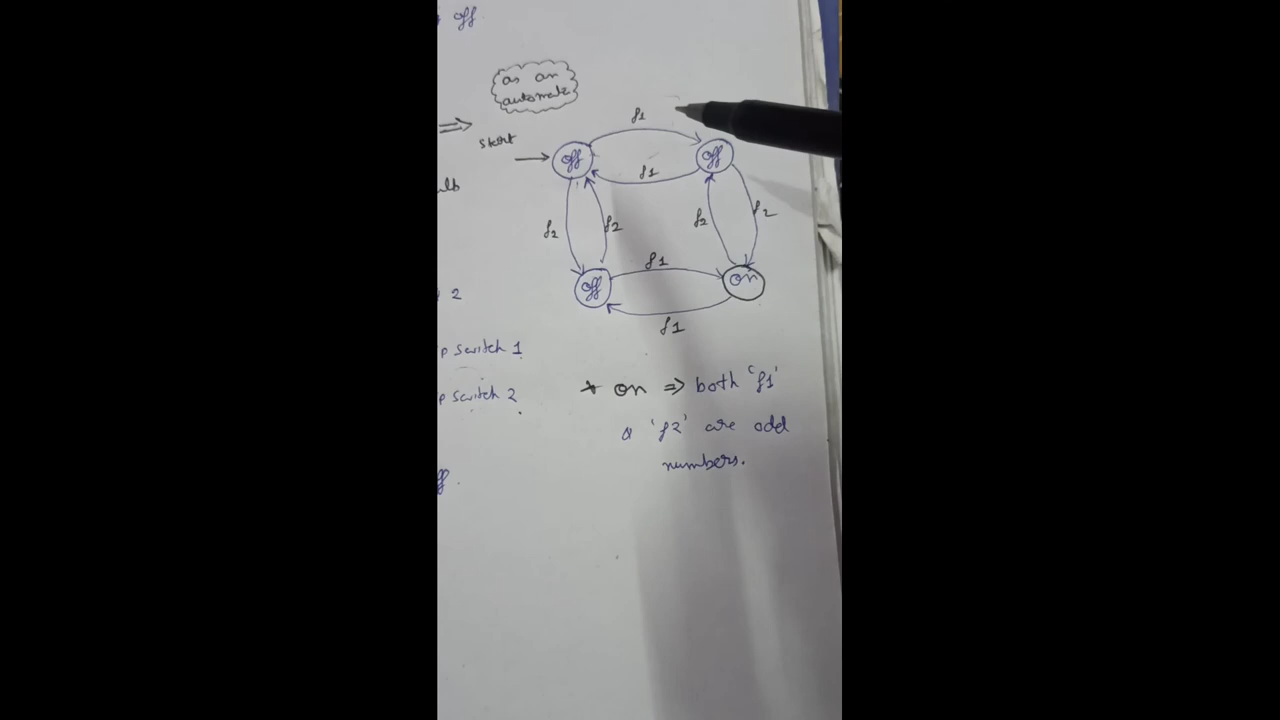 off
as an
automata
start
f1
off
off
f1
f2
f2
f2
f2
f1
off
on
2
f1
switch 1
switch 2
* on => both 'f1'
& 'f2' are odd
numbers.